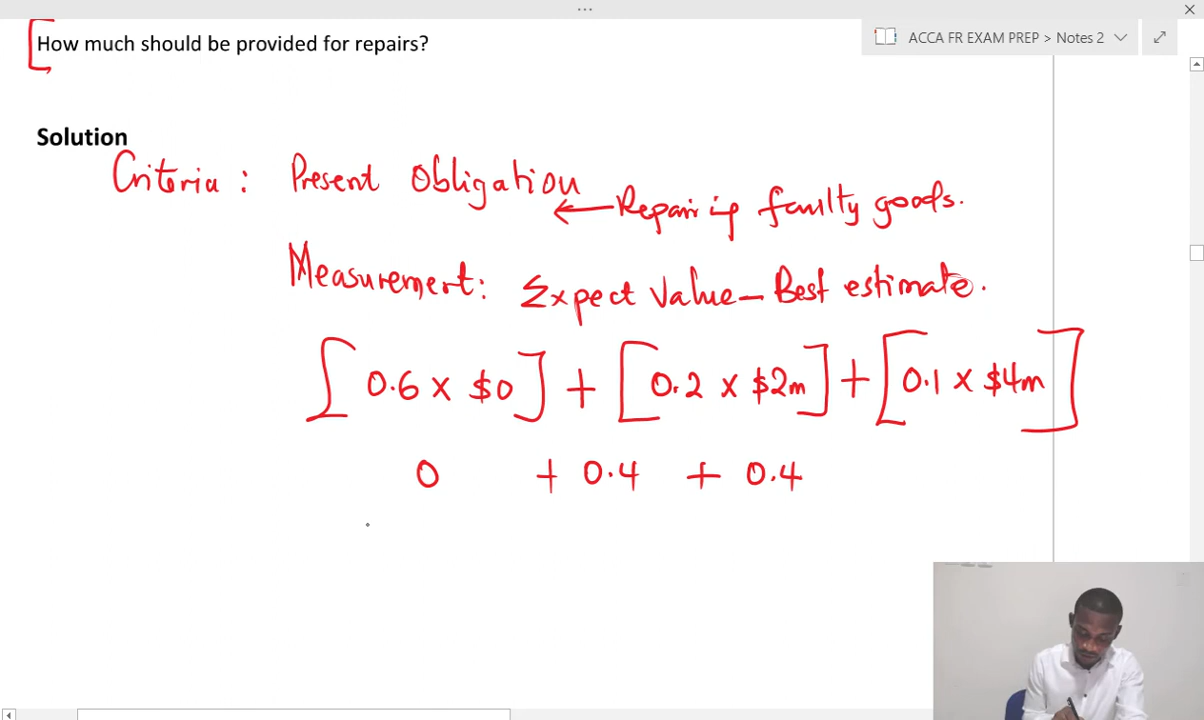 ACCA FR EXAM PREP > Notes 2
How much should be provided for repairs?
Solution
Criteria : Present Obligation
← Repairing faulty goods.
Measurement: Expect Value – Best estimate.
[0.6 x $0] + [0.2 x $2m] + [0.1 x $4m]
0 + 0.4 + 0.4